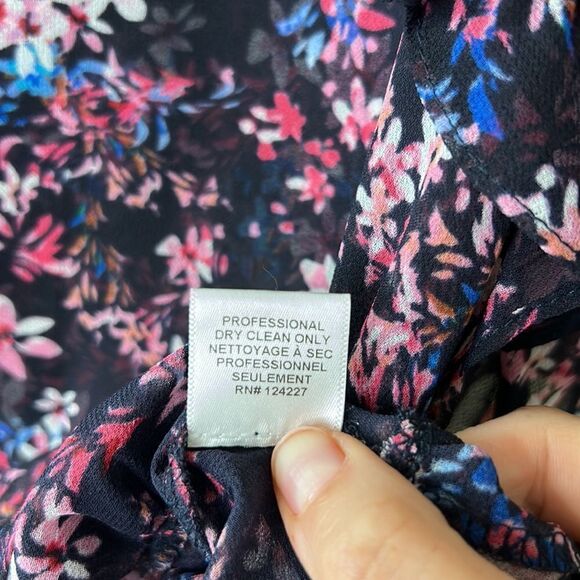 PROFESSIONAL
DRY CLEAN ONLY
NETTOYAGE À SEC
PROFESSIONNEL
SEULEMENT
RN# 124227